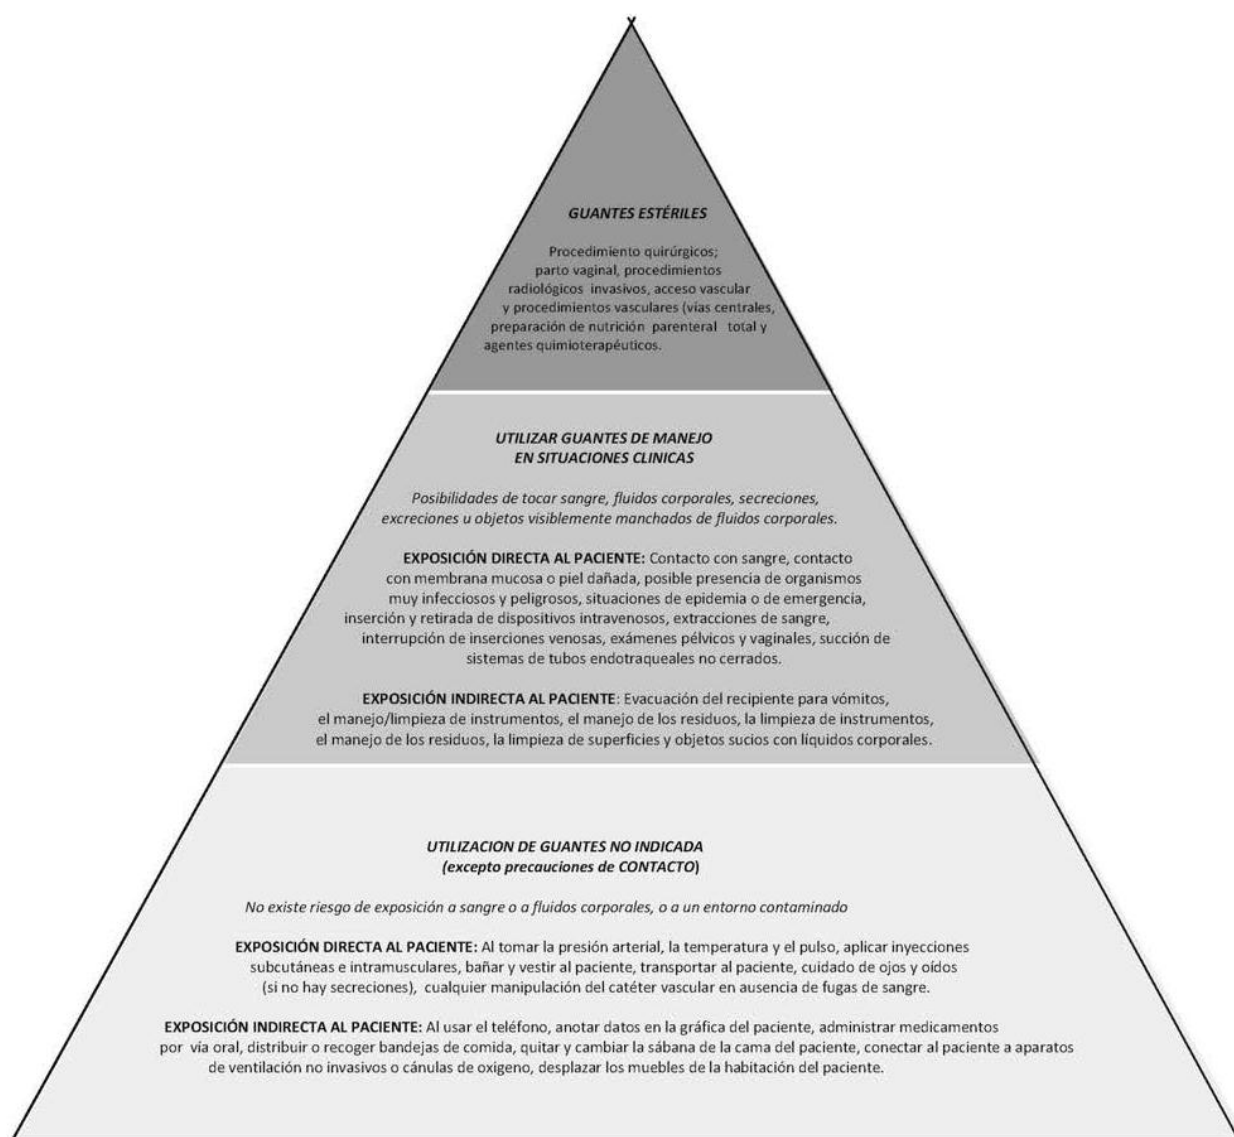 GUANTES ESTÉRILES
Procedimiento quirúrgicos;
parto vaginal, procedimientos
radiológicos invasivos, acceso vascular
y procedimientos vasculares (vías centrales,
preparación de nutrición parenteral total y
agentes quimioterapéuticos.
UTILIZAR GUANTES DE MANEJO
EN SITUACIONES CLINICAS
Posibilidades de tocar sangre, fluidos corporales, secreciones,
excreciones u objetos visiblemente manchados de fluidos corporales.
EXPOSICIÓN DIRECTA AL PACIENTE: Contacto con sangre, contacto
con membrana mucosa o piel dañada, posible presencia de organismos
muy infecciosos y peligrosos, situaciones de epidemia o de emergencia,
inserción y retirada de dispositivos intravenosos, extracciones de sangre,
interrupción de inserciones venosas, exámenes pélvicos y vaginales, succión de
sistemas de tubos endotraqueales no cerrados.
EXPOSICIÓN INDIRECTA AL PACIENTE: Evacuación del recipiente para vómitos,
el manejo/limpieza de instrumentos, el manejo de los residuos, la limpieza de instrumentos,
el manejo de los residuos, la limpieza de superficies y objetos sucios con líquidos corporales.
UTILIZACION DE GUANTES NO INDICADA
(excepto precauciones de CONTACTO)
No existe riesgo de exposición a sangre o a fluidos corporales, o a un entorno contaminado
EXPOSICIÓN DIRECTA AL PACIENTE: Al tomar la presión arterial, la temperatura y el pulso, aplicar inyecciones
subcutáneas e intramusculares, bañar y vestir al paciente, transportar al paciente, cuidado de ojos y oídos
(si no hay secreciones), cualquier manipulación del catéter vascular en ausencia de fugas de sangre.
EXPOSICIÓN INDIRECTA AL PACIENTE: Al usar el teléfono, anotar datos en la gráfica del paciente, administrar medicamentos
por vía oral, distribuir o recoger bandejas de comida, quitar y cambiar la sábana de la cama del paciente, conectar al paciente a aparatos
de ventilación no invasivos o cánulas de oxigeno, desplazar los muebles de la habitación del paciente.